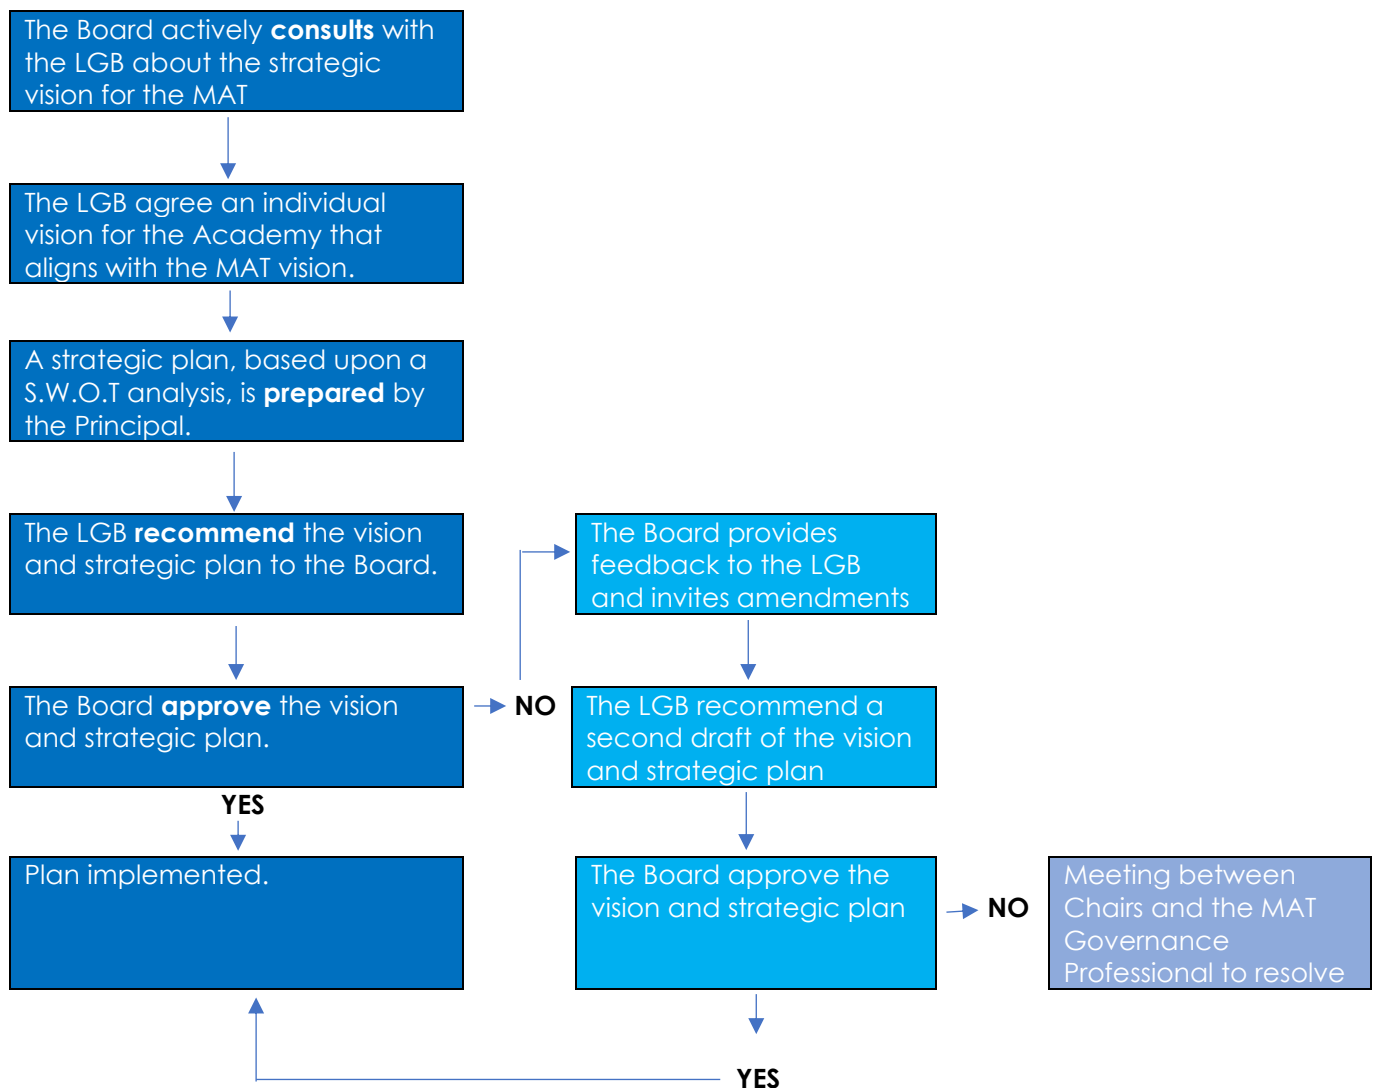 The Board actively consults with
the LGB about the strategic
vision for the MAT
The LGB agree an individual
vision for the Academy that
aligns with the MAT vision.
A strategic plan, based upon a
S.W.O.T analysis, is prepared by
the Principal.
The LGB recommend the vision
and strategic plan to the Board.
The Board provides
feedback to the LGB
and invites amendments
The Board approve the vision
and strategic plan.
NO
The LGB recommend a
second draft of the vision
and strategic plan
YES
Plan implemented.
The Board approve the
vision and strategic plan
NO
Meeting between
Chairs and the MAT
Governance
Professional to resolve
YES